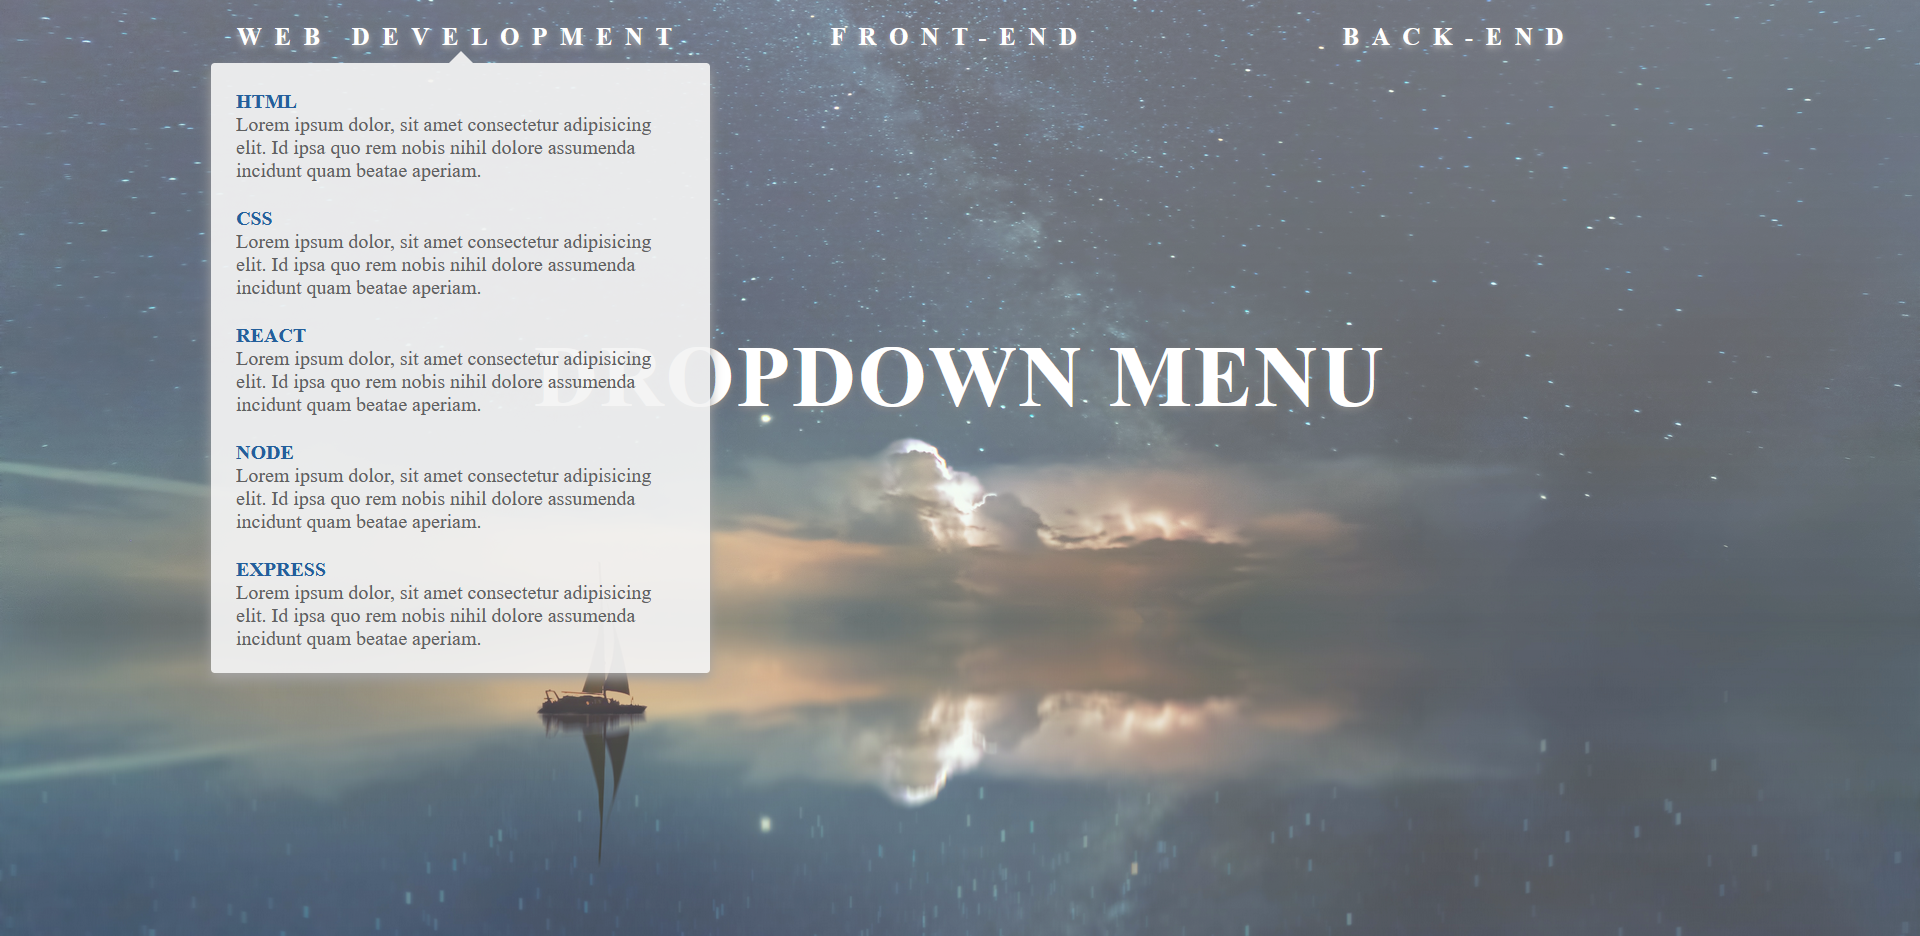 WEB DEVELOPMENT FRONT-END BACK-END
HTML
Lorem ipsum dolor, sit amet consectetur adipisicing
elit. Id ipsa quo rem nobis nihil dolore assumenda
incidunt quam beatae aperiam.
CSS
Lorem ipsum dolor, sit amet consectetur adipisicing
elit. Id ipsa quo rem nobis nihil dolore assumenda
incidunt quam beatae aperiam.
REACT
Lorem ipsum dolor, sit amet consectetur adipisicing
elit. Id ipsa quo rem nobis nihil dolore assumenda
incidunt quam beatae aperiam.
NODE
Lorem ipsum dolor, sit amet consectetur adipisicing
elit. Id ipsa quo rem nobis nihil dolore assumenda
incidunt quam beatae aperiam.
EXPRESS
Lorem ipsum dolor, sit amet consectetur adipisicing
elit. Id ipsa quo rem nobis nihil dolore assumenda
incidunt quam beatae aperiam.
DROPDOWN MENU